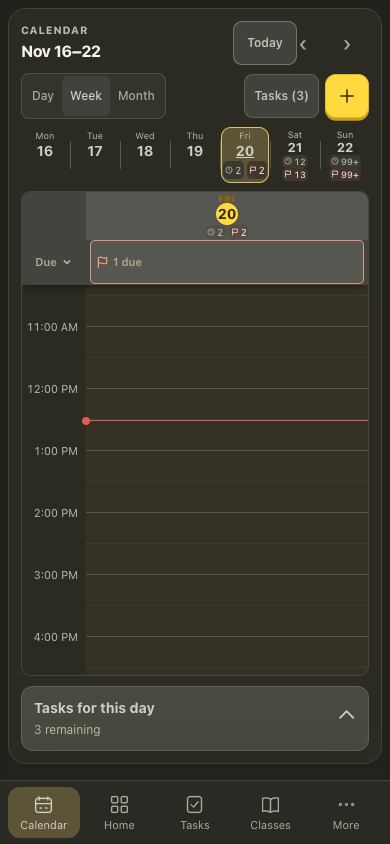 CALENDAR
Nov 16–22
Today
Day Week Month
Tasks (3)
Mon Tue Wed Thu Fri Sat Sun
16 17 18 19 20 21 22
2 2 12 99+
13 99+
FRI
20
2 2
Due
1 due
11:00 AM
12:00 PM
1:00 PM
2:00 PM
3:00 PM
4:00 PM
Tasks for this day
3 remaining
Calendar Home Tasks Classes More